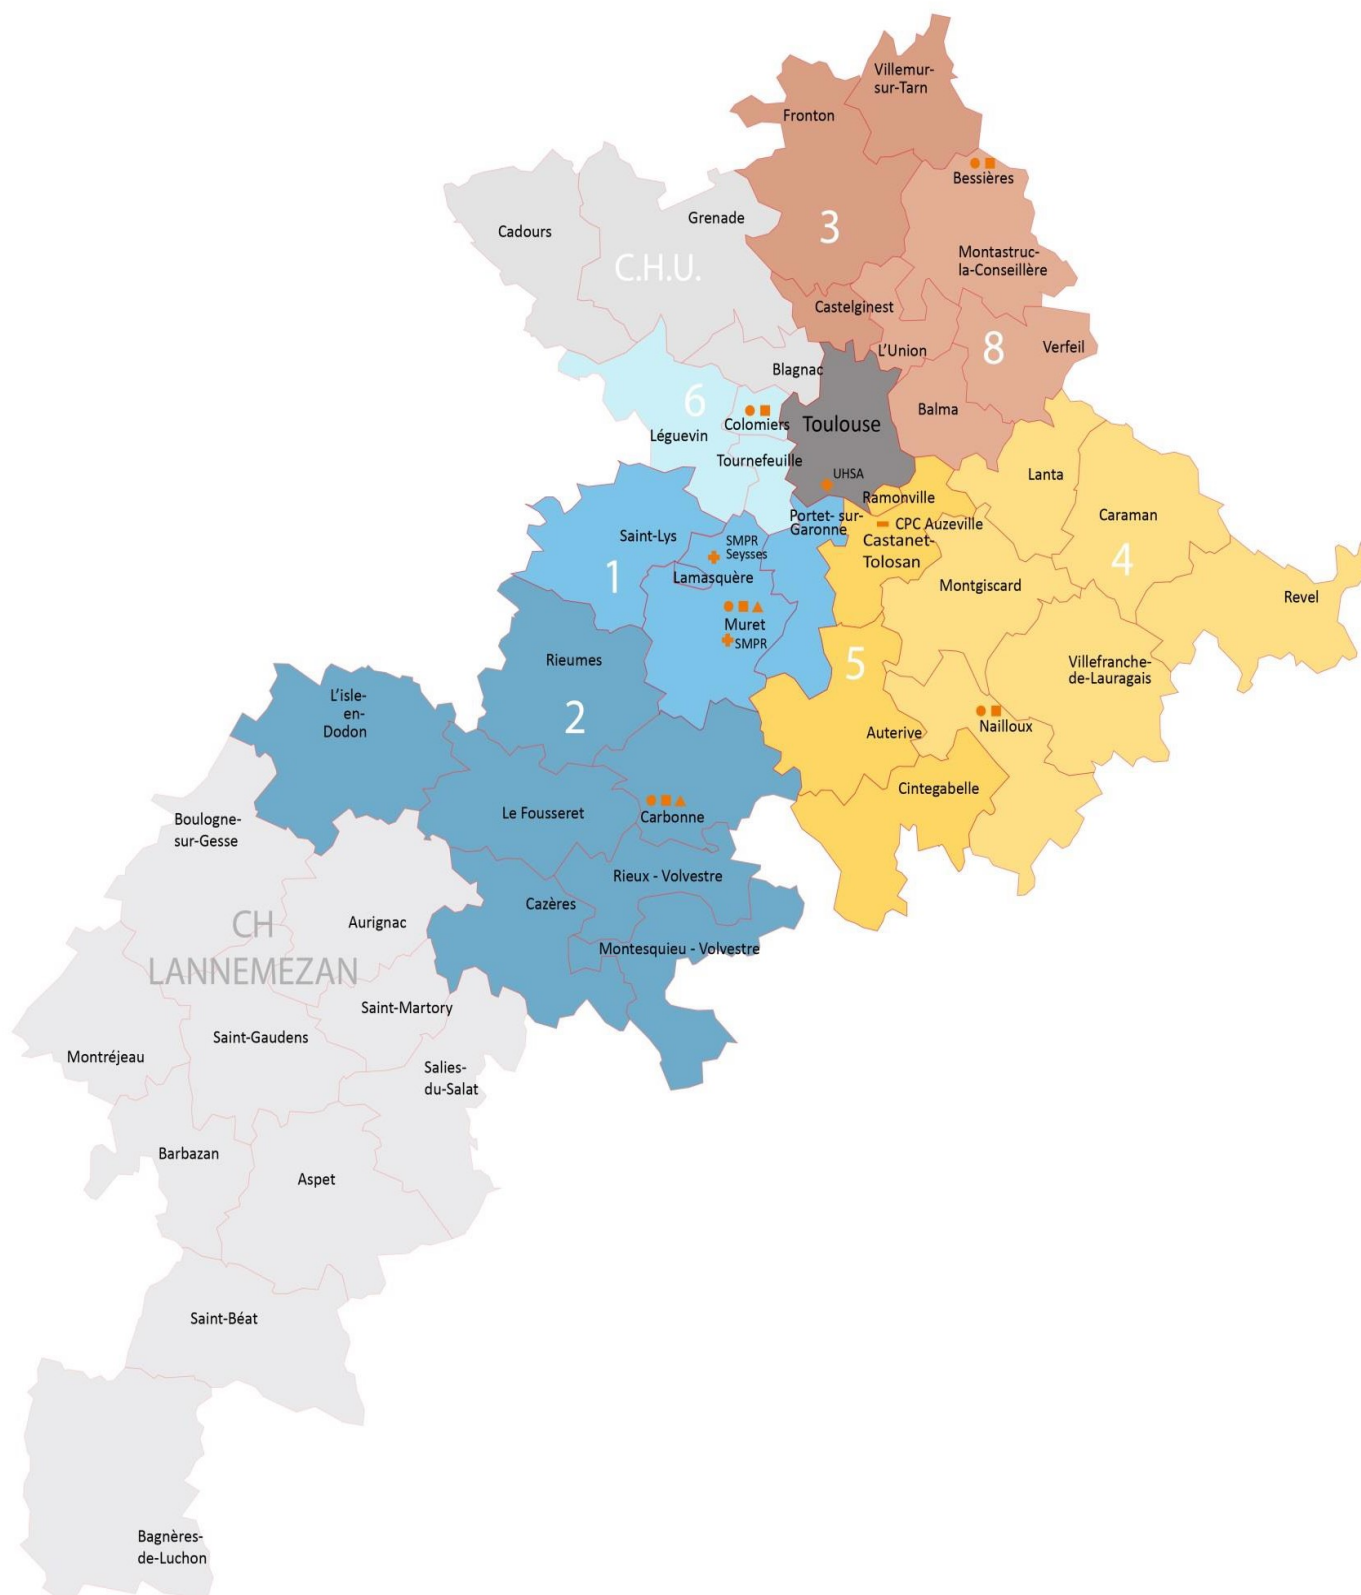 Villemur-
sur-Tarn
Fronton
Bessières
Cadours
Grenade
3
Montastruc-
la-Conseillère
C.H.U.
Castelginest
L'Union
8
Verfeil
Blagnac
6
Balma
Colomiers
Toulouse
Léguevin
Tournefeuille
UHSA
Lanta
Ramonville
Caraman
Portet- sur-
Garonne
CPC Auzeville
Castanet-
Tolosan
4
Saint-Lys
SMPR
Seysses
1
Lamasquère
Montgiscard
Revel
Muret
SMPR
Rieumes
5
Villefranche-
de-Lauragais
L'isle-
en-
Dodon
2
Auterive
Nailloux
Cintegabelle
Boulogne-
sur-Gesse
Le Fousseret
Carbonne
Rieux - Volvestre
Cazères
Aurignac
CH
LANNEMEZAN
Montesquieu - Volvestre
Saint-Martory
Saint-Gaudens
Montréjeau
Salies-
du-Salat
Barbazan
Aspet
Saint-Béat
Bagnères-
de-Luchon